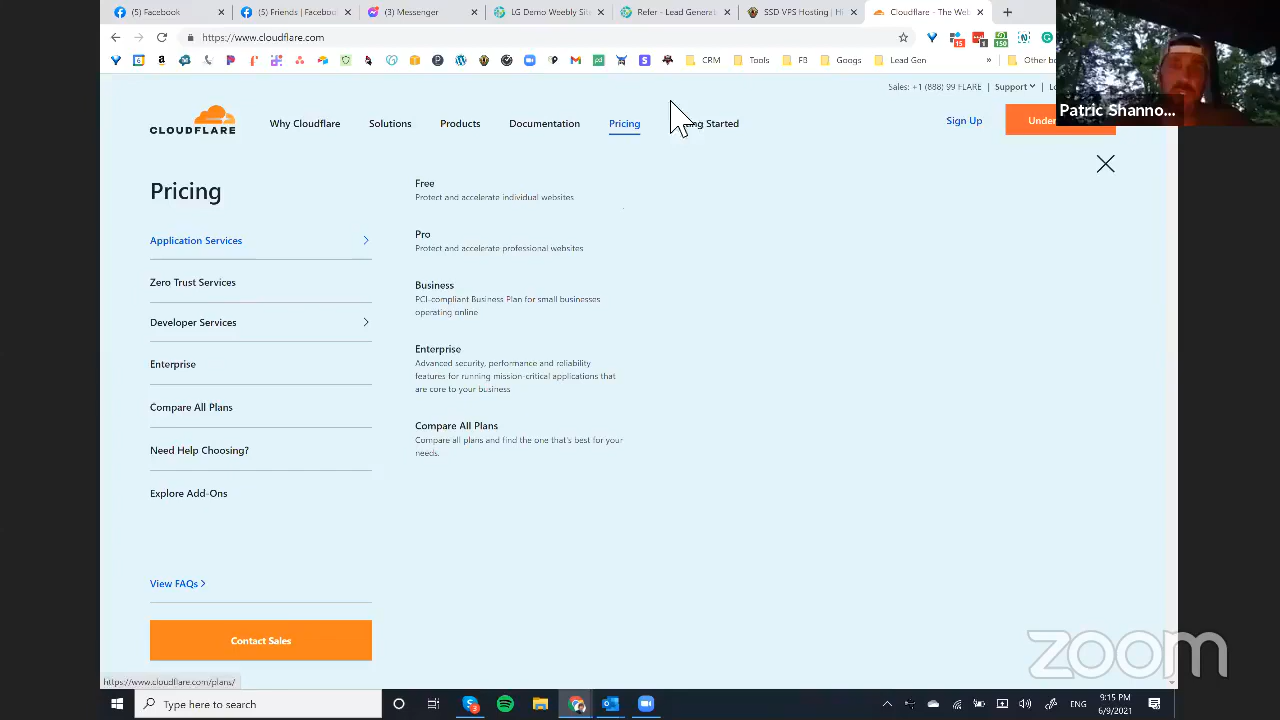 (5) Facebook
(5) Friends | Facebook
(3) Messenger
LG Demo Weebly Site
Refer - Lead Generat
SSD VPS Hosting | Hi
Cloudflare - The Web
https://www.cloudflare.com
15
1
150
CRM
Tools
FB
Googs
Lead Gen
Other bo
Sales: +1 (888) 99 FLARE
Support
Patric Shanno...
CLOUDFLARE
Why Cloudflare
Solutions
Products
Documentation
Pricing
Started
Sign Up
Under
Pricing
Application Services
Zero Trust Services
Developer Services
Enterprise
Compare All Plans
Need Help Choosing?
Explore Add-Ons
View FAQs
Contact Sales
Free
Protect and accelerate individual websites
Pro
Protect and accelerate professional websites
Business
PCI-compliant Business Plan for small businesses
operating online
Enterprise
Advanced security, performance and reliability
features for running mission-critical applications that
are core to your business
Compare All Plans
Compare all plans and find the one that's best for your
needs.
zoom
https://www.cloudflare.com/plans/
Type here to search
9:15 PM
6/9/2021